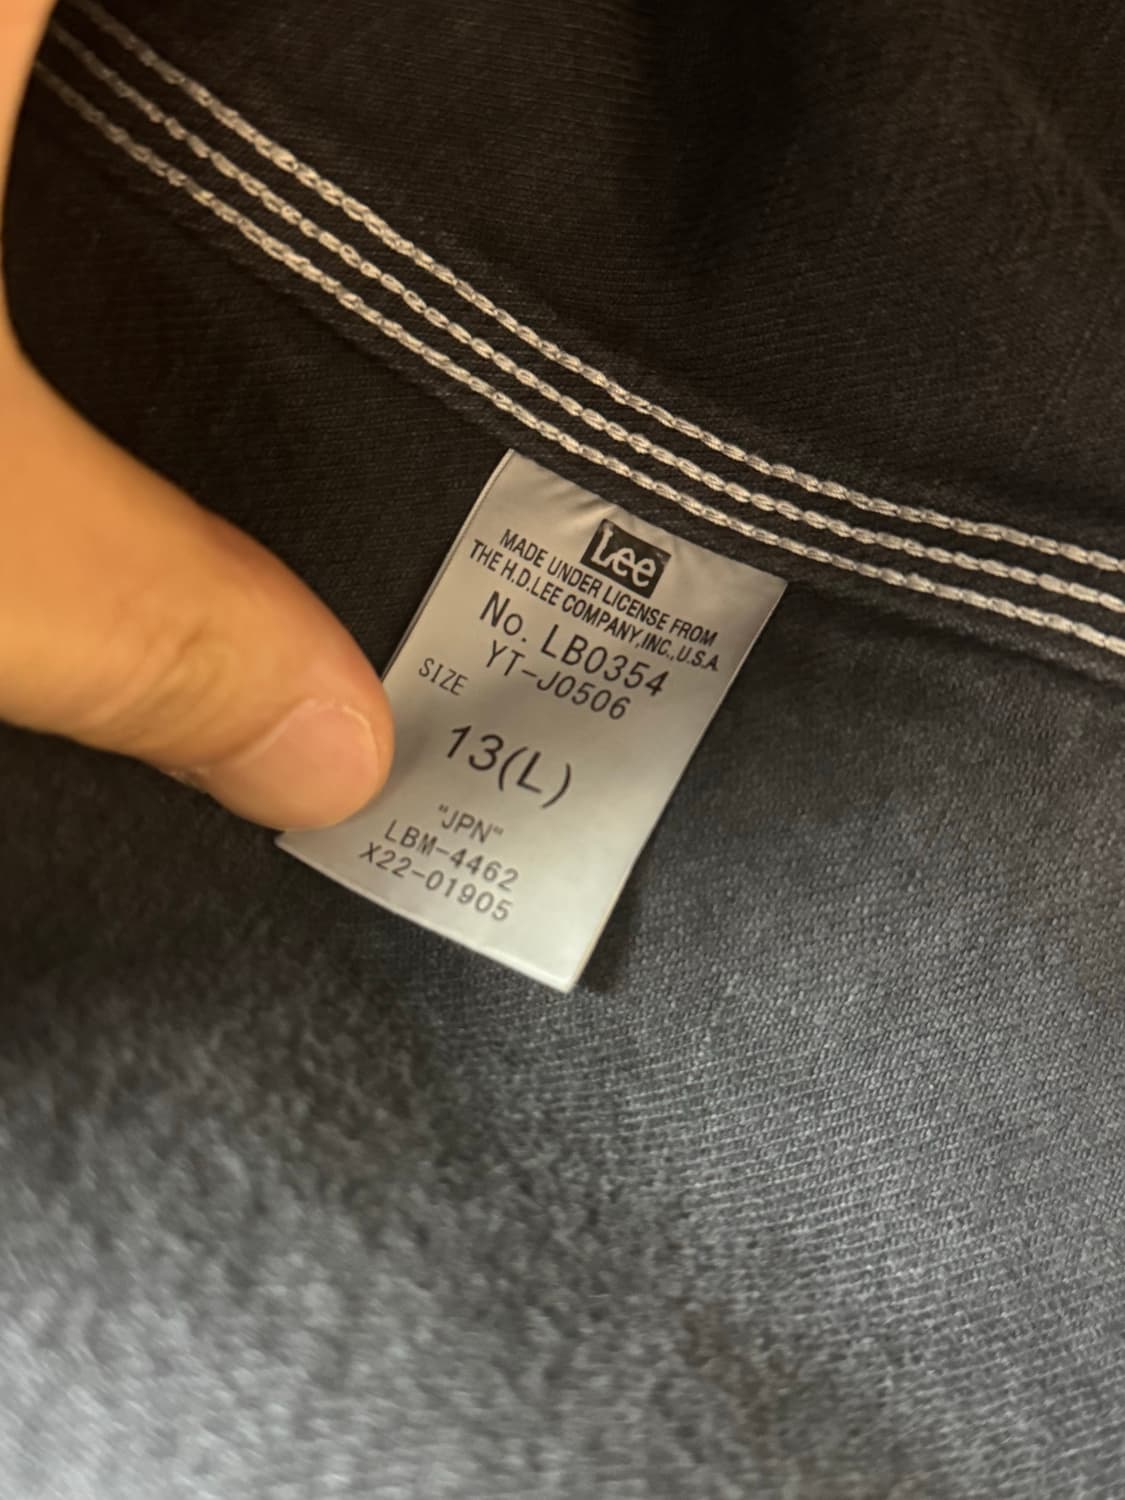 Lee
MADE UNDER LICENSE FROM
THE H.D.LEE COMPANY,INC.,U.S.A.
No. LB0354
YT-J0506
SIZE
13(L)
"JPN"
LBM-4462
X22-01905